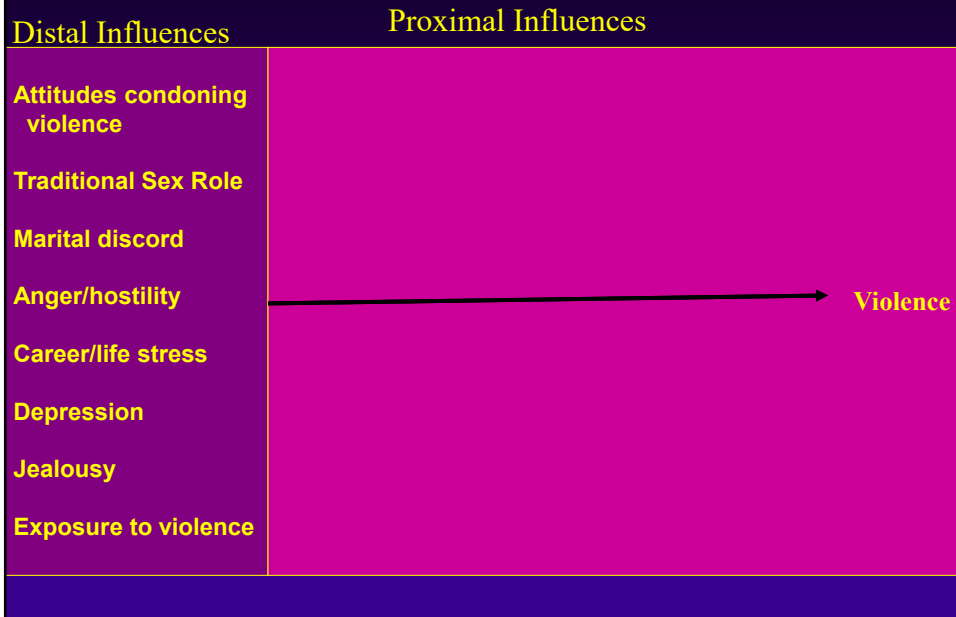 Distal Influences
Proximal Influences
Attitudes condoning
violence
Traditional Sex Role
Marital discord
Anger/hostility
Career/life stress
Depression
Jealousy
Exposure to violence
Violence